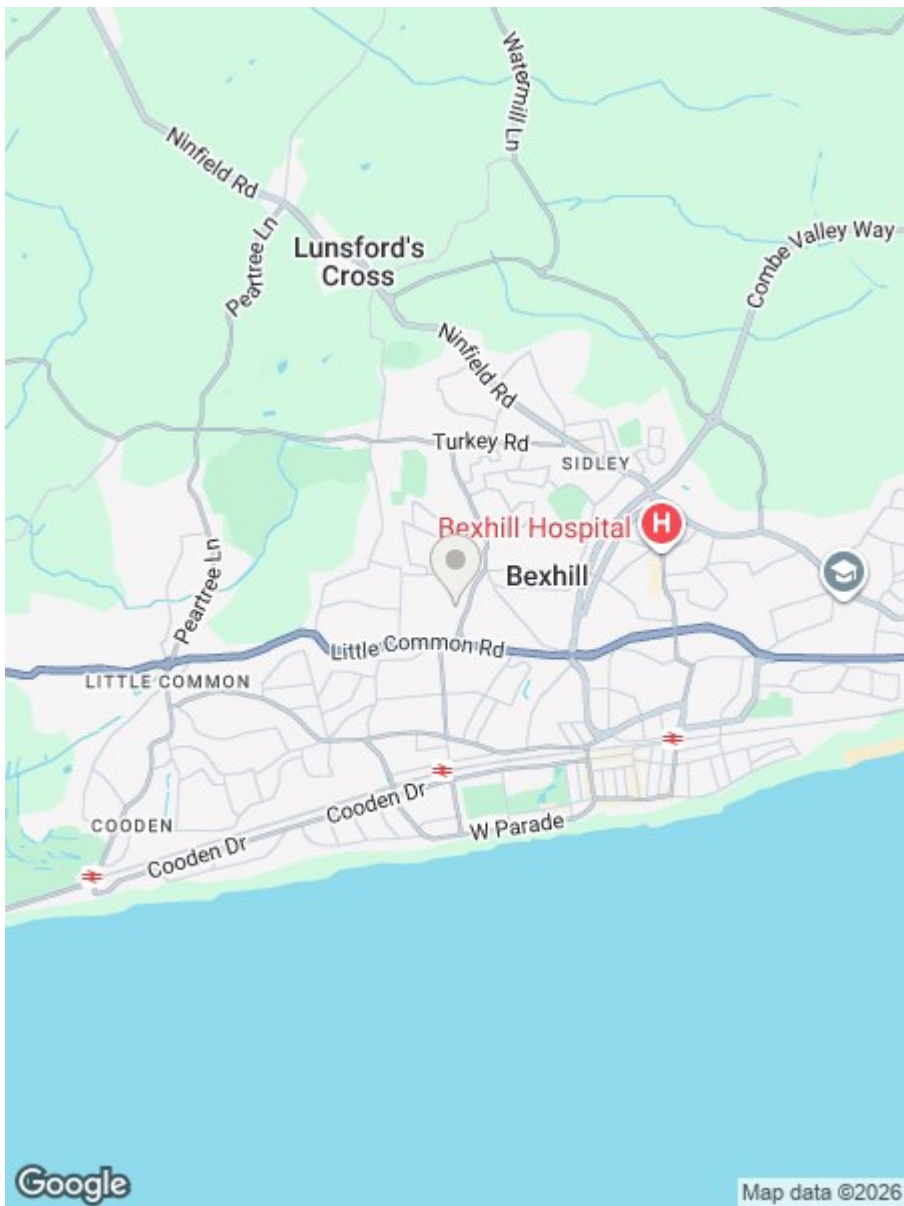 Watermill Ln
Ninfield Rd
Combe Valley Way
Peartree Ln
Lunsford's
Cross
Ninfield Rd
Turkey Rd
SIDLEY
Bexhill Hospital
H
Bexhill
Peartree Ln
Little Common Rd
LITTLE COMMON
COODEN
Cooden Dr
Cooden Dr
W Parade
Google
Map data ©2026